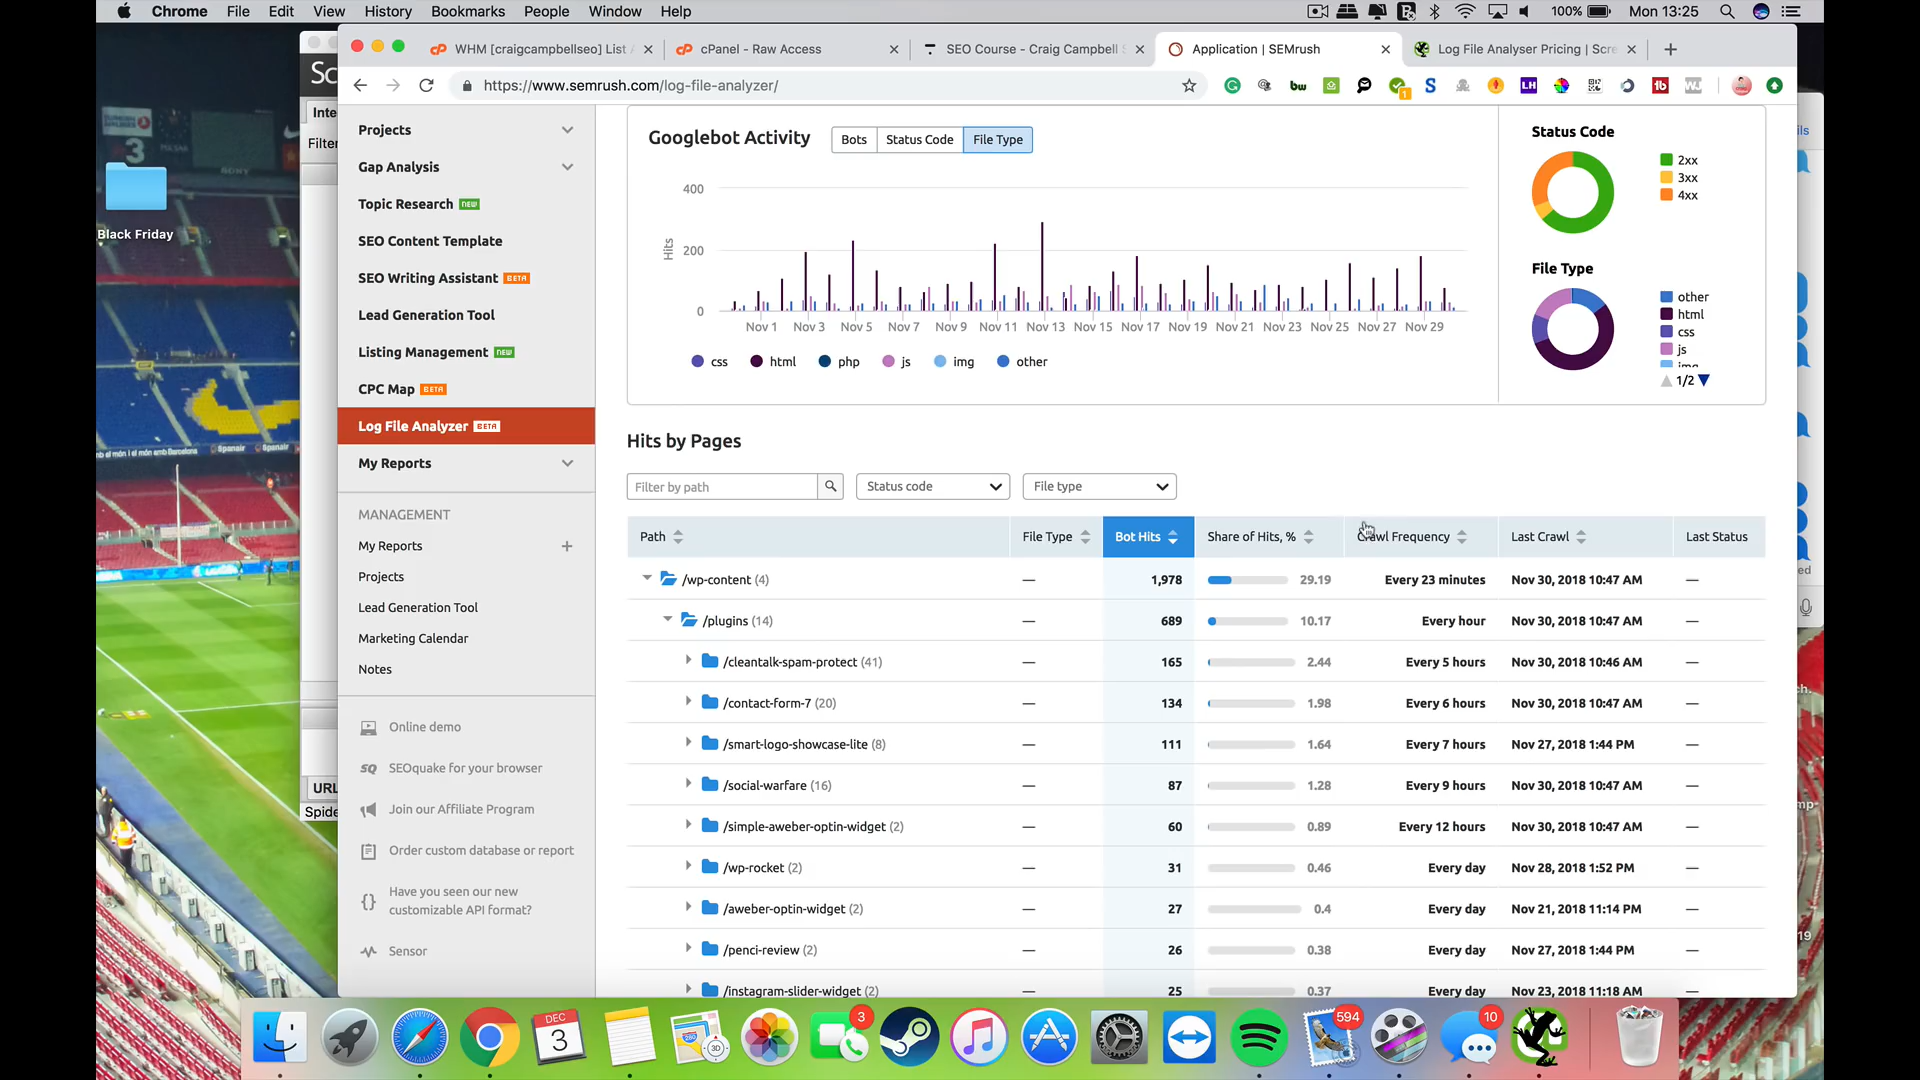 Chrome File Edit View History Bookmarks People Window Help
100% Mon 13:25
WHM [craigcampbellseo] List
cPanel - Raw Access
SEO Course - Craig Campbell
Application | SEMrush
Log File Analyser Pricing | Scre
https://www.semrush.com/log-file-analyzer/
Black Friday
3
Sc
Inte
Filter
URL
Spide
Projects
Gap Analysis
Topic Research NEW
SEO Content Template
SEO Writing Assistant BETA
Lead Generation Tool
Listing Management NEW
CPC Map BETA
Log File Analyzer BETA
My Reports
MANAGEMENT
My Reports
Projects
Lead Generation Tool
Marketing Calendar
Notes
Online demo
SEOquake for your browser
Join our Affiliate Program
Order custom database or report
Have you seen our new
customizable API format?
Sensor
Googlebot Activity Bots Status Code File Type
400
200
0
Hits
Nov 1 Nov 3 Nov 5 Nov 7 Nov 9 Nov 11 Nov 13 Nov 15 Nov 17 Nov 19 Nov 21 Nov 23 Nov 25 Nov 27 Nov 29
css html php js img other
Status Code
2xx
3xx
4xx
File Type
other
html
css
js
img
1/2
Hits by Pages
Filter by path Status code File type
Path File Type Bot Hits Share of Hits, % Crawl Frequency Last Crawl Last Status
/wp-content (4) — 1,978 29.19 Every 23 minutes Nov 30, 2018 10:47 AM —
/plugins (14) — 689 10.17 Every hour Nov 30, 2018 10:47 AM —
/cleantalk-spam-protect (41) — 165 2.44 Every 5 hours Nov 30, 2018 10:46 AM —
/contact-form-7 (20) — 134 1.98 Every 6 hours Nov 30, 2018 10:47 AM —
/smart-logo-showcase-lite (8) — 111 1.64 Every 7 hours Nov 27, 2018 1:44 PM —
/social-warfare (16) — 87 1.28 Every 9 hours Nov 30, 2018 10:47 AM —
/simple-aweber-optin-widget (2) — 60 0.89 Every 12 hours Nov 30, 2018 10:47 AM —
/wp-rocket (2) — 31 0.46 Every day Nov 28, 2018 1:52 PM —
/aweber-optin-widget (2) — 27 0.4 Every day Nov 21, 2018 11:14 PM —
/penci-review (2) — 26 0.38 Every day Nov 27, 2018 1:44 PM —
/instagram-slider-widget (2) — 25 0.37 Every day Nov 23, 2018 11:18 AM —
DEC
3
3
594
10